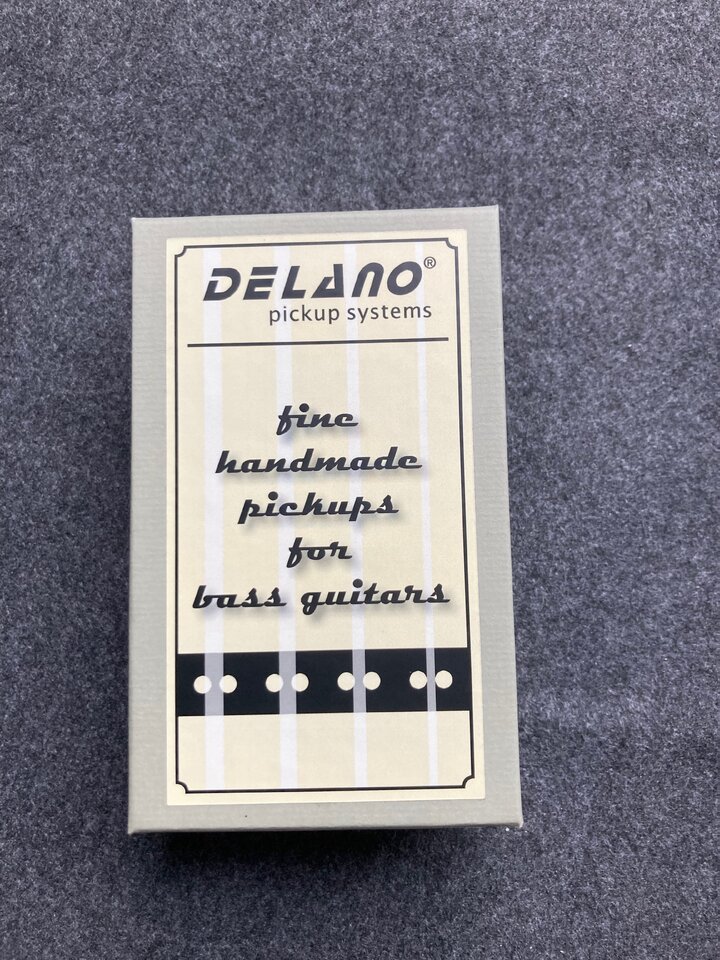 DELANO®
pickup systems
fine
handmade
pickups
for
bass guitars